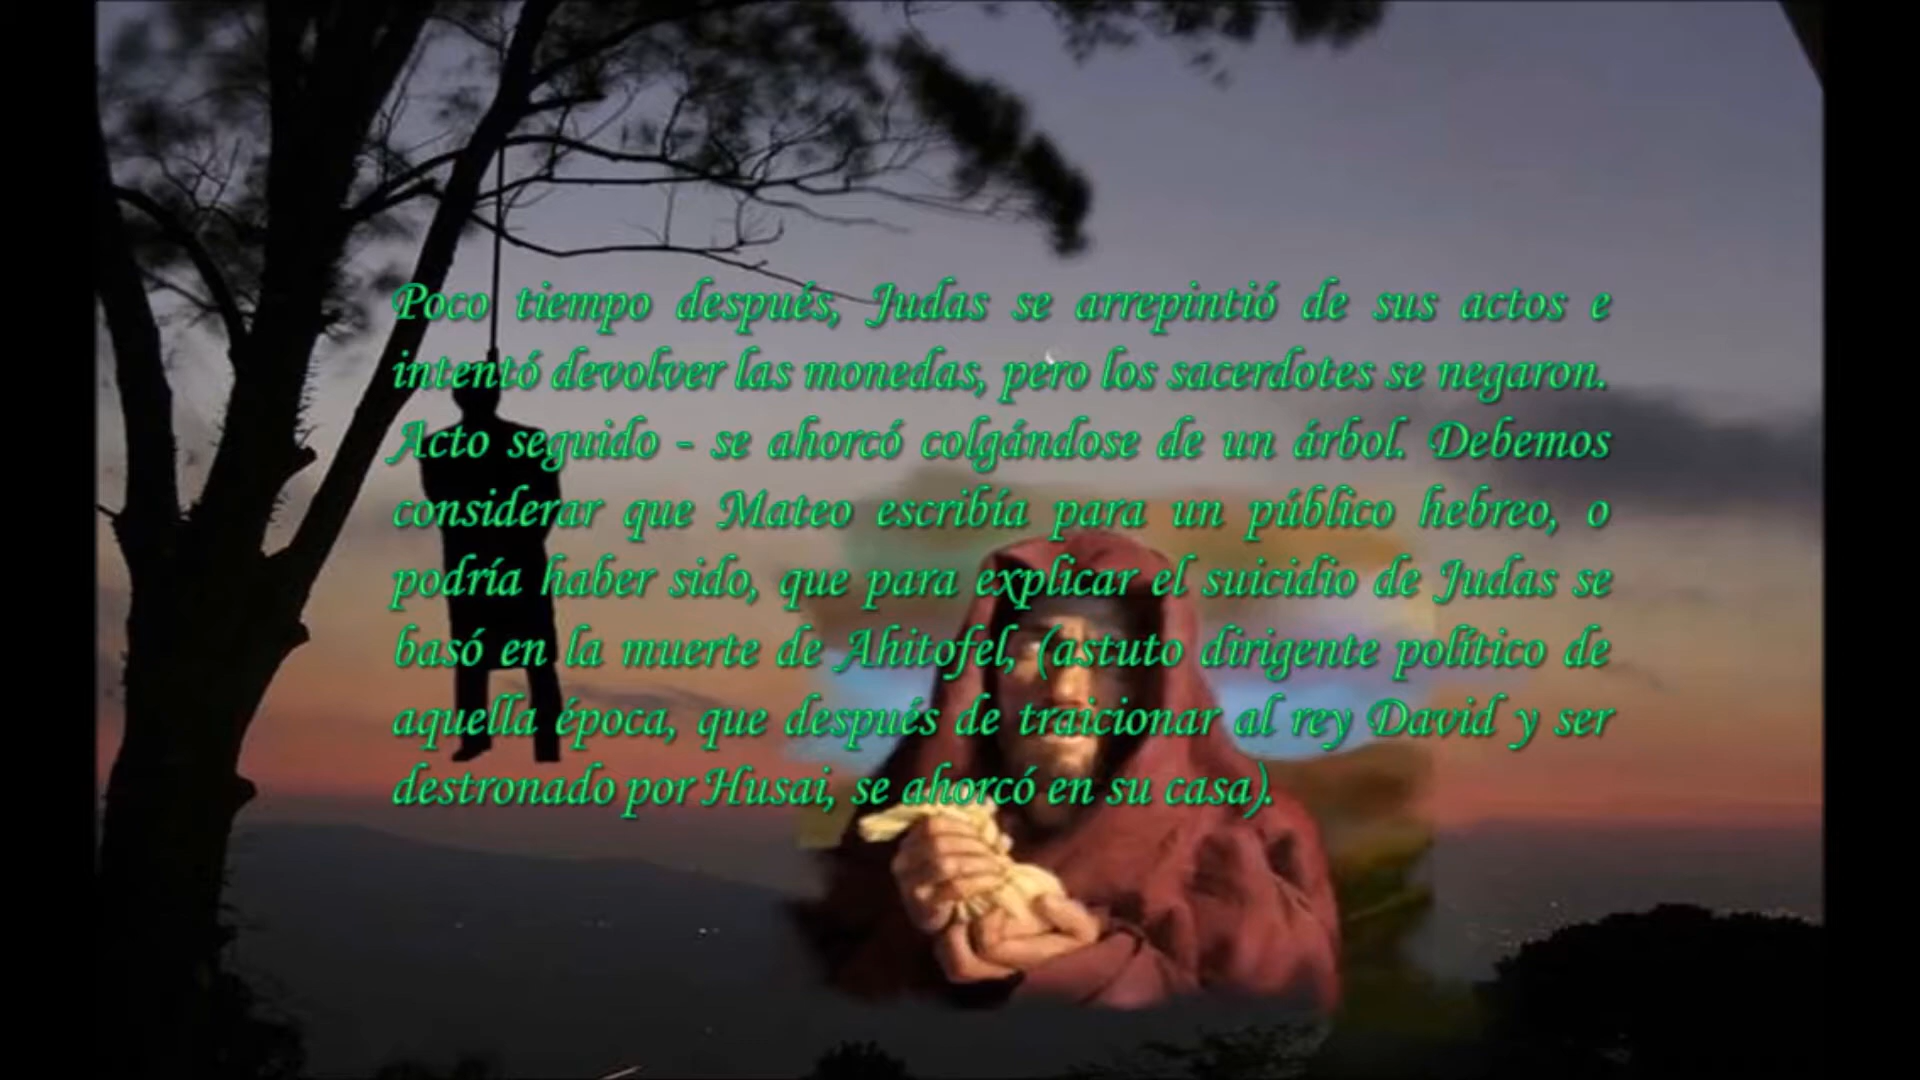 Poco tiempo después, Judas se arrepintió de sus actos e
intentó devolver las monedas, pero los sacerdotes se negaron.
Acto seguido - se ahorcó colgándose de un árbol. Debemos
considerar que Mateo escribía para un público hebreo, o
podría haber sido, que para explicar el suicidio de Judas se
basó en la muerte de Ahitofel, (astuto dirigente político de
aquella época, que después de traicionar al rey David y ser
destronado por Husai, se ahorcó en su casa).